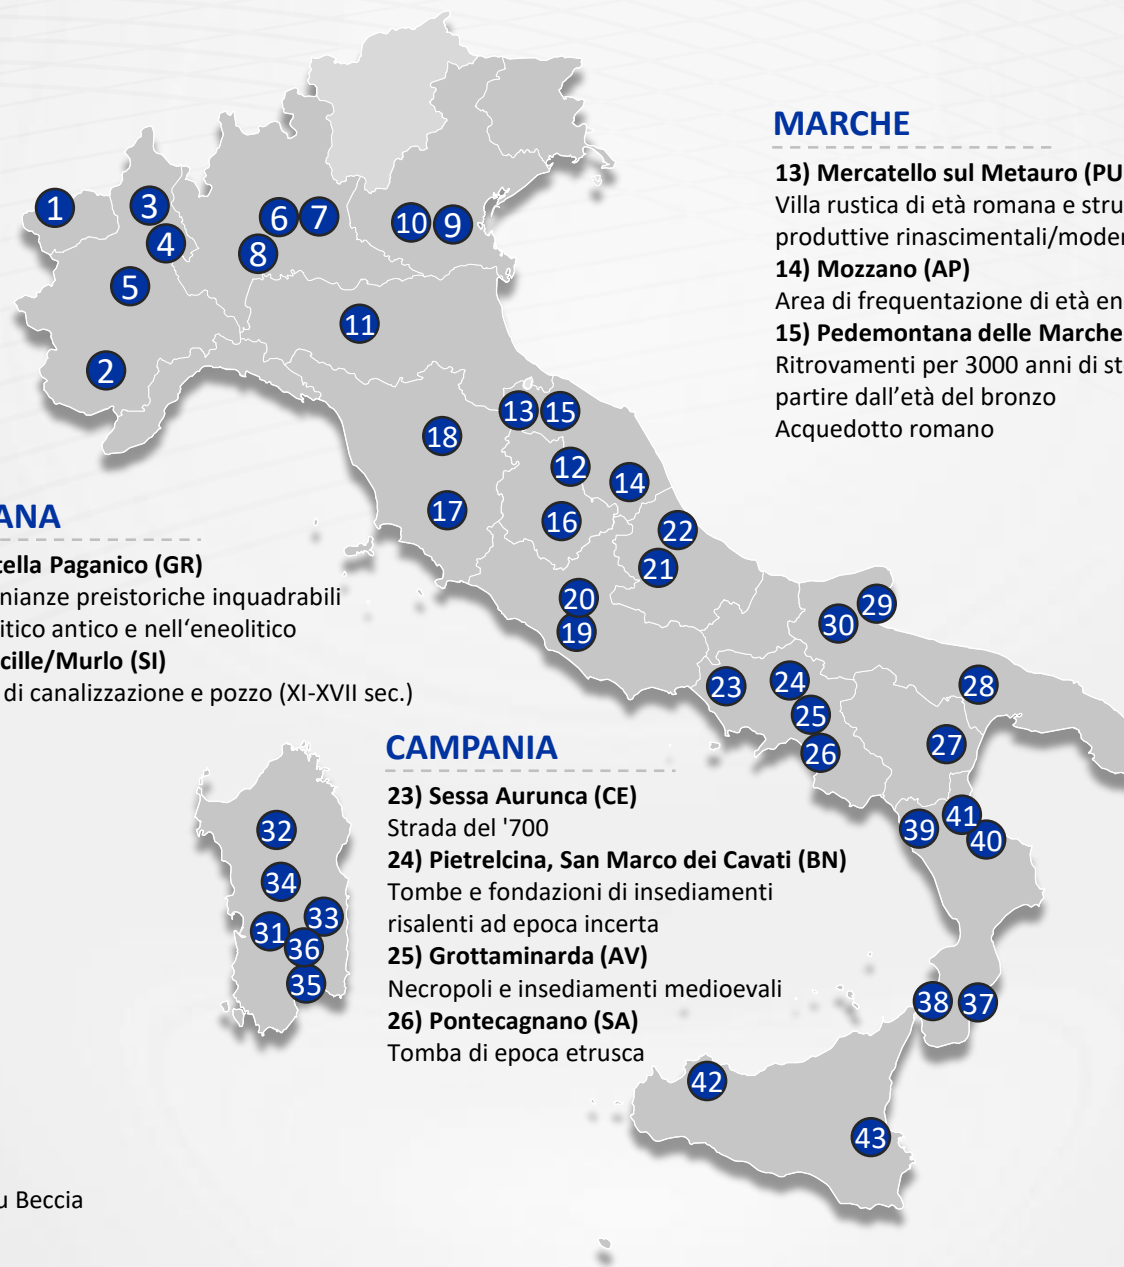 MARCHE
13) Mercatello sul Metauro (PU
Villa rustica di età romana e stru
produttive rinascimentali/moder
14) Mozzano (AP)
Area di frequentazione di età en
15) Pedemontana delle Marche
Ritrovamenti per 3000 anni di st
partire dall'età del bronzo
Acquedotto romano
1
3
4
5
2
6
7
8
10
9
11
13
15
18
12
14
17
16
22
21
20
19
29
30
23
24
28
25
26
27
41
39
40
38
37
42
43
32
34
33
31
36
35
ANA
tella Paganico (GR)
nianze preistoriche inquadrabili
itico antico e nell‘eneolitico
cille/Murlo (SI)
di canalizzazione e pozzo (XI-XVII sec.)
CAMPANIA
23) Sessa Aurunca (CE)
Strada del '700
24) Pietrelcina, San Marco dei Cavati (BN)
Tombe e fondazioni di insediamenti
risalenti ad epoca incerta
25) Grottaminarda (AV)
Necropoli e insediamenti medioevali
26) Pontecagnano (SA)
Tomba di epoca etrusca
u Beccia